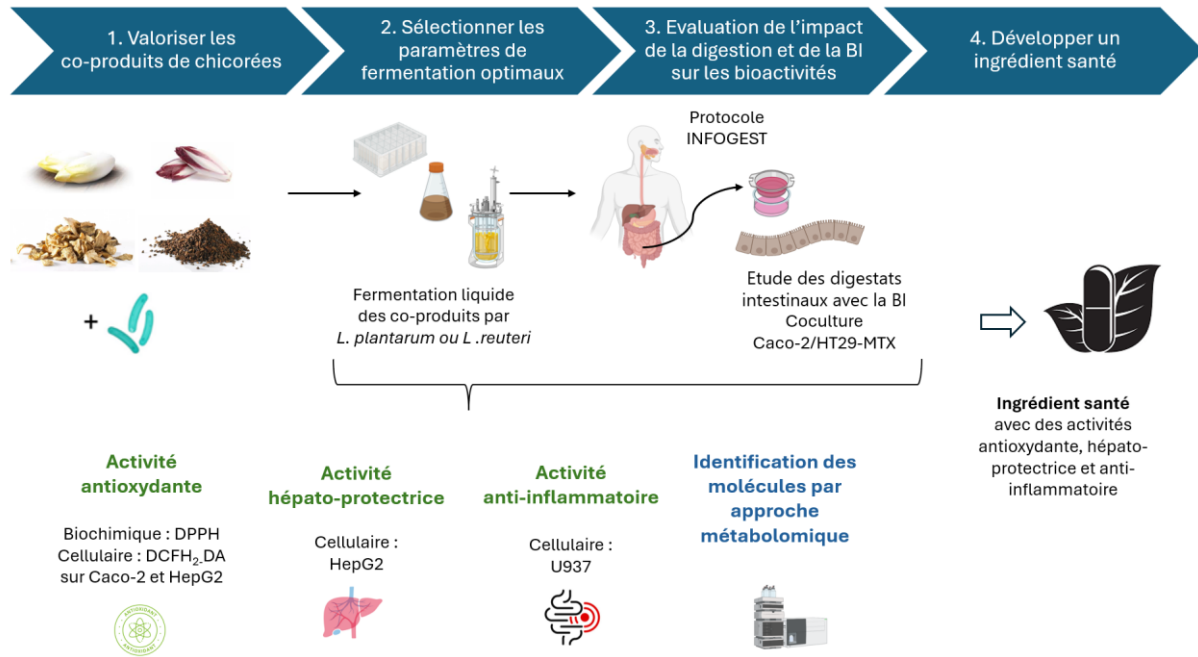 1. Valoriser les
co-produits de chicorées
2. Sélectionner les
paramètres de
fermentation optimaux
3. Evaluation de l’impact
de la digestion et de la BI
sur les bioactivités
4. Développer un
ingrédient santé
Protocole
INFOGEST
+
Fermentation liquide
des co-produits par
L. plantarum ou L .reuteri
Etude des digestats
intestinaux avec la BI
Coculture
Caco-2/HT29-MTX
Ingrédient santé
avec des activités
antioxydante, hépato-
protectrice et anti-
inflammatoire
Activité
antioxydante
Biochimique : DPPH
Cellulaire : DCFH₂-DA
sur Caco-2 et HepG2
ANTIOXIDANT
ANTIOXIDANT
Activité
hépato-protectrice
Cellulaire :
HepG2
Activité
anti-inflammatoire
Cellulaire :
U937
Identification des
molécules par
approche
métabolomique